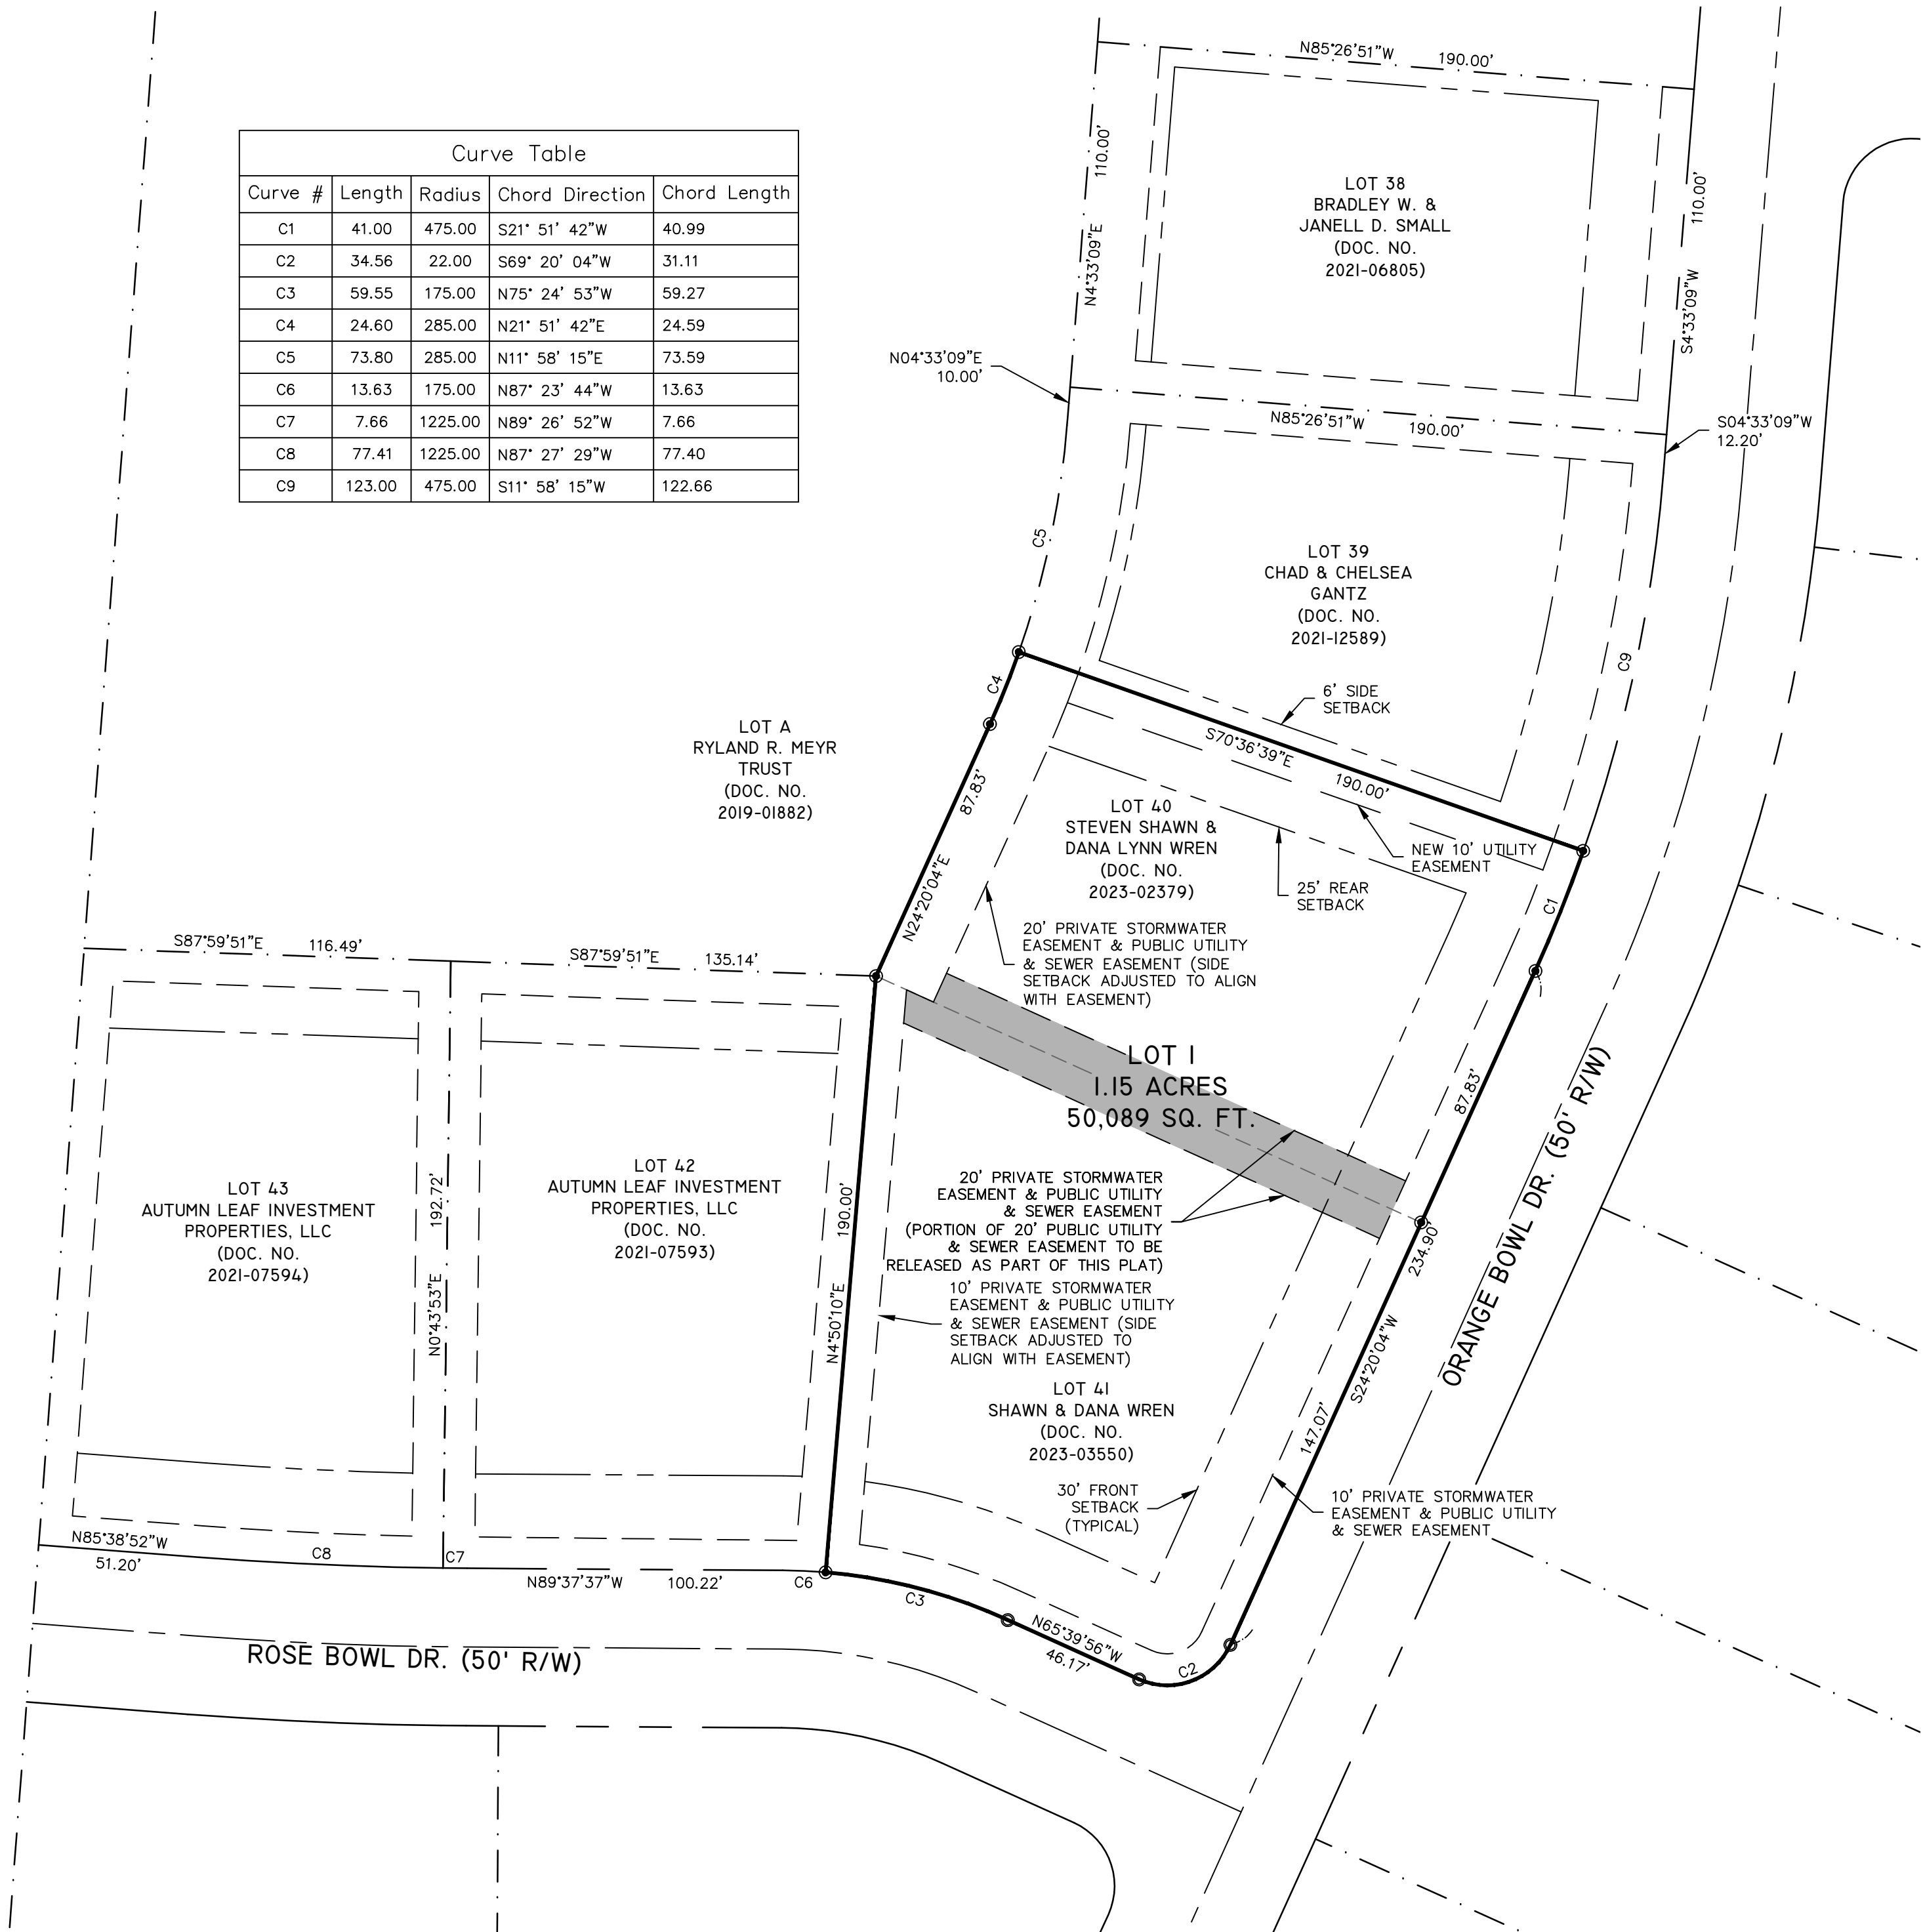 Curve Table
Curve # Length Radius Chord Direction Chord Length
C1 41.00 475.00 S21° 51' 42"W 40.99
C2 34.56 22.00 S69° 20' 04"W 31.11
C3 59.55 175.00 N75° 24' 53"W 59.27
C4 24.60 285.00 N21° 51' 42"E 24.59
C5 73.80 285.00 N11° 58' 15"E 73.59
C6 13.63 175.00 N87° 23' 44"W 13.63
C7 7.66 1225.00 N89° 26' 52"W 7.66
C8 77.41 1225.00 N87° 27' 29"W 77.40
C9 123.00 475.00 S11° 58' 15"W 122.66
N85°26'51"W 190.00'
110.00'
N4°33'09"E
LOT 38
BRADLEY W. &
JANELL D. SMALL
(DOC. NO.
2021-06805)
110.00'
S4°33'09"W
N04°33'09"E
10.00'
N85°26'51"W 190.00'
S04°33'09"W
12.20'
C5
LOT 39
CHAD & CHELSEA
GANTZ
(DOC. NO.
2021-12589)
C9
6' SIDE
SETBACK
C4
S70°36'39"E
190.00'
LOT A
RYLAND R. MEYR
TRUST
(DOC. NO.
2019-01882)
87.83'
N24°20'04"E
LOT 40
STEVEN SHAWN &
DANA LYNN WREN
(DOC. NO.
2023-02379)
NEW 10' UTILITY
EASEMENT
25' REAR
SETBACK
C1
20' PRIVATE STORMWATER
EASEMENT & PUBLIC UTILITY
& SEWER EASEMENT (SIDE
SETBACK ADJUSTED TO ALIGN
WITH EASEMENT)
S87°59'51"E 116.49'
S87°59'51"E 135.14'
LOT 1
1.15 ACRES
50,089 SQ. FT.
87.83'
ORANGE BOWL DR. (50' R/W)
LOT 43
AUTUMN LEAF INVESTMENT
PROPERTIES, LLC
(DOC. NO.
2021-07594)
192.72'
N0°43'53"E
LOT 42
AUTUMN LEAF INVESTMENT
PROPERTIES, LLC
(DOC. NO.
2021-07593)
190.00'
N4°50'10"E
20' PRIVATE STORMWATER
EASEMENT & PUBLIC UTILITY
& SEWER EASEMENT
(PORTION OF 20' PUBLIC UTILITY
& SEWER EASEMENT TO BE
RELEASED AS PART OF THIS PLAT)
234.90'
S24°20'04"W
147.07'
10' PRIVATE STORMWATER
EASEMENT & PUBLIC UTILITY
& SEWER EASEMENT (SIDE
SETBACK ADJUSTED TO
ALIGN WITH EASEMENT)
LOT 41
SHAWN & DANA WREN
(DOC. NO.
2023-03550)
30' FRONT
SETBACK
(TYPICAL)
10' PRIVATE STORMWATER
EASEMENT & PUBLIC UTILITY
& SEWER EASEMENT
N85°38'52"W
51.20'
C8
C7
N89°37'37"W 100.22'
C6
C3
N65°39'56"W
46.17'
C2
ROSE BOWL DR. (50' R/W)